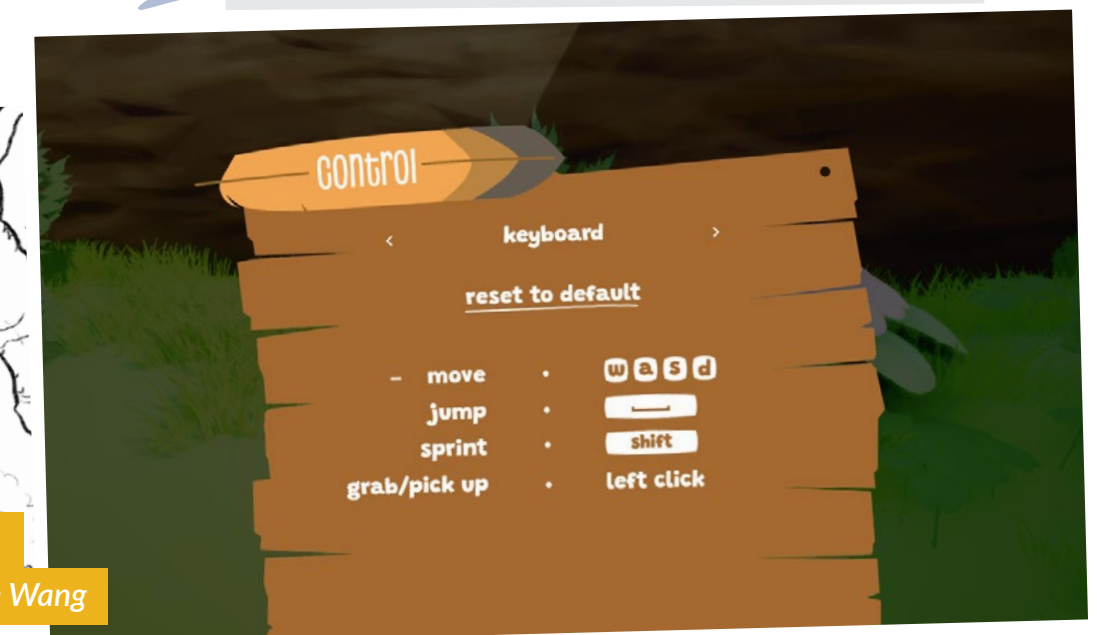 control
< keyboard >
reset to default
– move • w a s d
jump •
sprint • shift
grab/pick up • left click
Wang